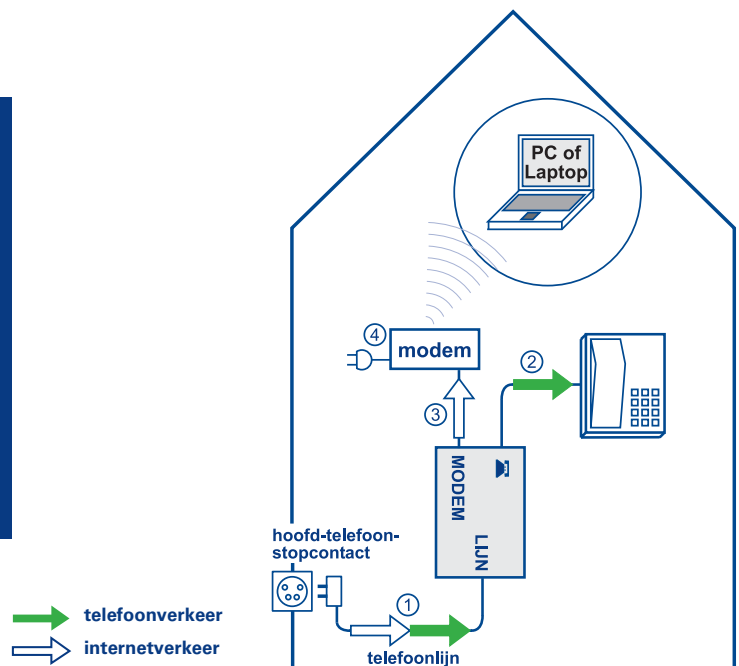 PC of
Laptop
④
modem
②
③
MODEM
LIJN
hoofd-telefoon-
stopcontact
①
telefoonverkeer
internetverkeer
telefoonlijn